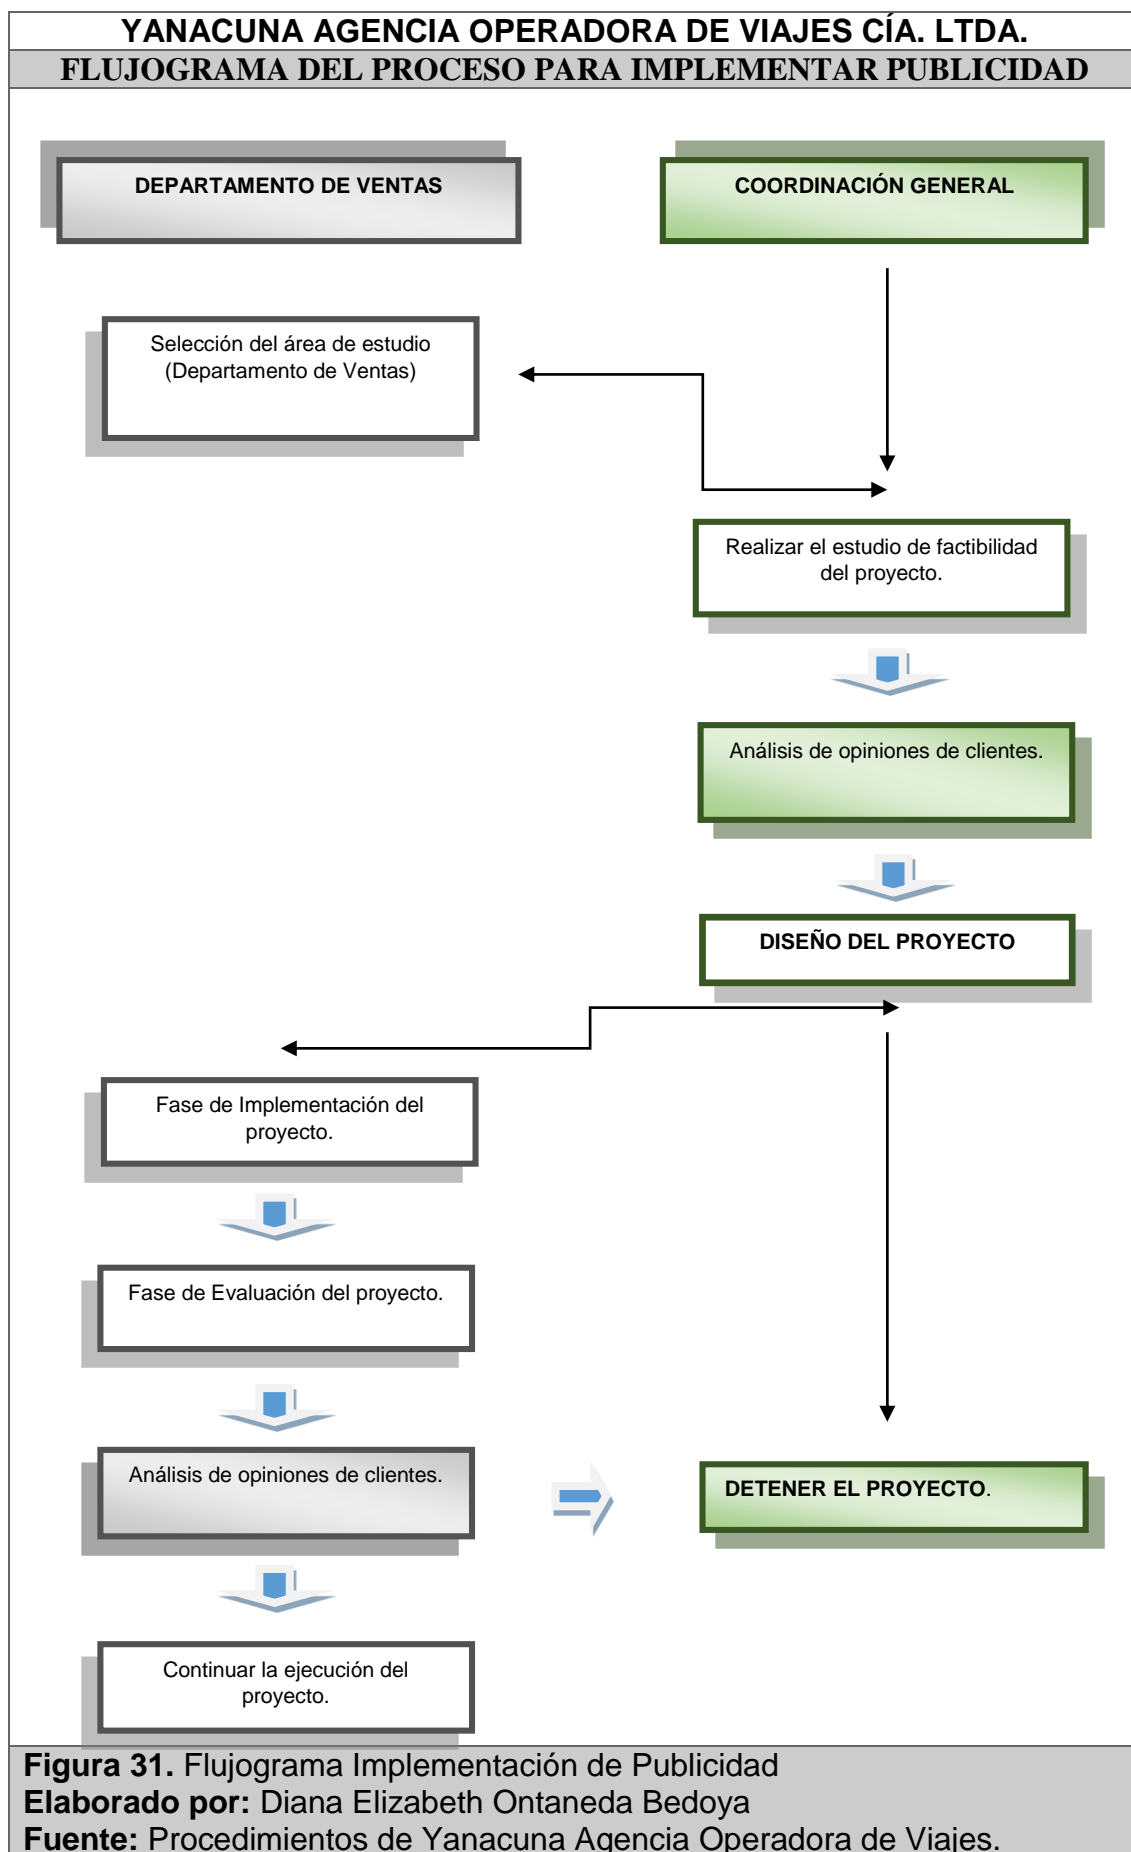 YANACUNA AGENCIA OPERADORA DE VIAJES CÍA. LTDA.
FLUJOGRAMA DEL PROCESO PARA IMPLEMENTAR PUBLICIDAD
DEPARTAMENTO DE VENTAS
COORDINACIÓN GENERAL
Selección del área de estudio
(Departamento de Ventas)
Realizar el estudio de factibilidad
del proyecto.
Análisis de opiniones de clientes.
DISEÑO DEL PROYECTO
Fase de Implementación del
proyecto.
Fase de Evaluación del proyecto.
Análisis de opiniones de clientes.
DETENER EL PROYECTO.
Continuar la ejecución del
proyecto.
Figura 31. Flujograma Implementación de Publicidad
Elaborado por: Diana Elizabeth Ontaneda Bedoya
Fuente: Procedimientos de Yanacuna Agencia Operadora de Viajes.